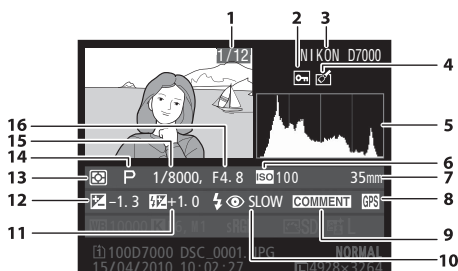 1 2 3
1/12 NIKON D7000
4
5
16
15
14 6
P 1/8000, F4.8 ISO 100 35mm
13 7
12 -1.3 +1.0 SLOW COMMENT GPS 8
11 9
100D7000 DSC_0001.JPG NORMAL
10
15/04/2010 10:02:27 4928×3264